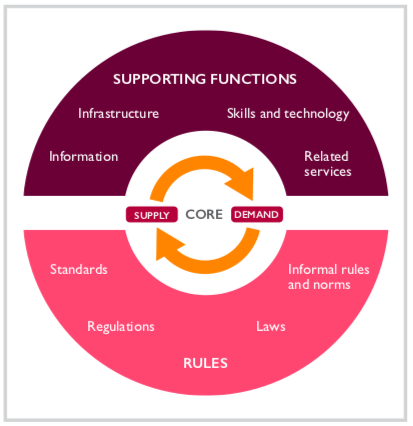 SUPPORTING FUNCTIONS
Infrastructure
Skills and technology
Information
Related
services
SUPPLY
CORE
DEMAND
Standards
Informal rules
and norms
Regulations
Laws
RULES